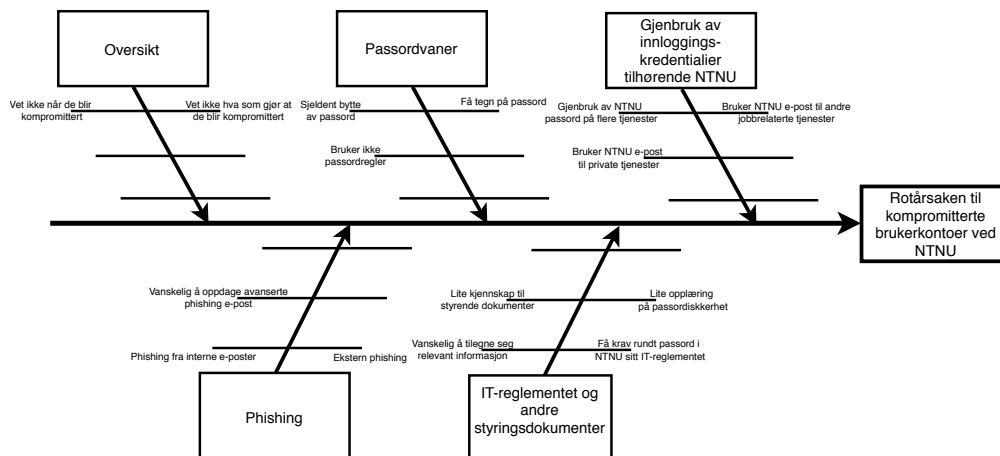 Oversikt
Passordvaner
Gjenbruk av
innloggings-
kredentialier
tilhørende NTNU
Vet ikke når de blir
kompromittert
Vet ikke hva som gjør at
de blir kompromittert
Sjeldent bytte
av passord
Få tegn på passord
Gjenbruk av NTNU
passord på flere tjenester
Bruker NTNU e-post til andre
jobbrelaterte tjenester
Bruker ikke
passordregler
Bruker NTNU e-post
til private tjenester
Rotårsaken til
kompromitterte
brukerkontoer ved
NTNU
Vanskelig å oppdage avanserte
phishing e-post
Lite kjennskap til
styrende dokumenter
Lite opplæring
på passordiskkerhet
Phishing fra interne e-poster
Ekstern phishing
Vanskelig å tilegne seg
relevant informasjon
Få krav rundt passord i
NTNU sitt IT-reglementet
Phishing
IT-reglementet og
andre
styringsdokumenter